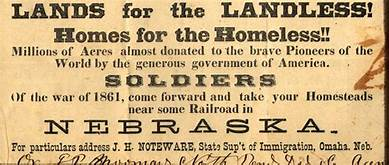 LANDS for the LANDLESS!
Homes for the Homeless!!
Millions of Acres almost donated to the brave Pioneers of the
World by the generous government of America.
SOLDIERS
Of the war of 1861, come forward and take your Homesteads
near some Railroad in
NEBRASKA.
For particulars address J. H. NOTEWARE, State Sup't of Immigration, Omaha. Neb.